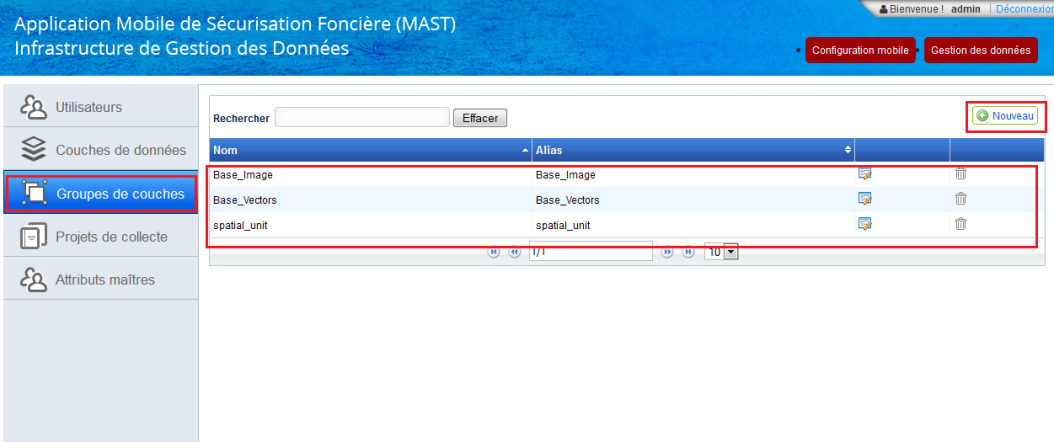 Bienvenue ! admin | Déconnexion
Application Mobile de Sécurisation Foncière (MAST)
Infrastructure de Gestion des Données
Configuration mobile
Gestion des données
Utilisateurs
Couches de données
Groupes de couches
Projets de collecte
Attributs maîtres
Rechercher
Effacer
Nouveau
Nom Alias
Base_Image Base_Image
Base_Vectors Base_Vectors
spatial_unit spatial_unit
1/1 10